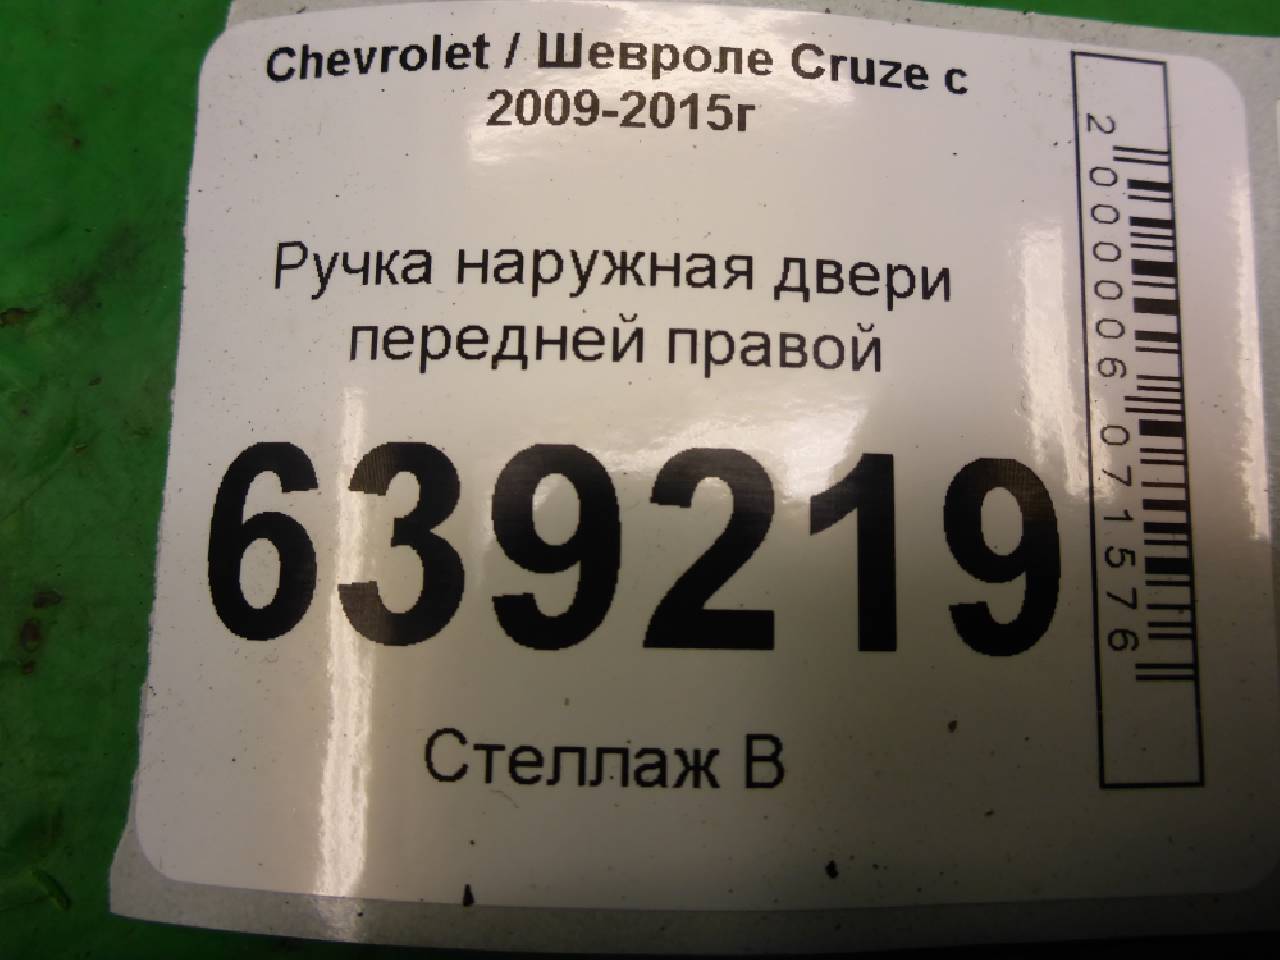 Chevrolet / Шевроле Cruze с
2009-2015г
Ручка наружная двери
передней правой
639219
Стеллаж В
2000006071576